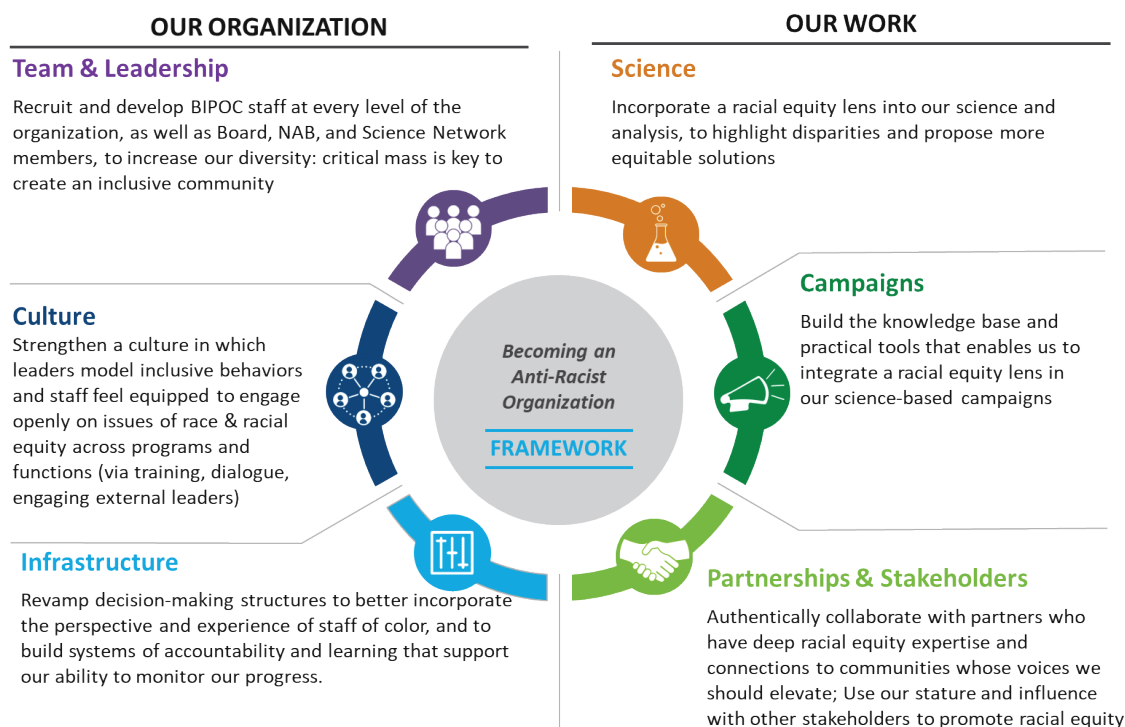 OUR ORGANIZATION
Team & Leadership
Recruit and develop BIPOC staff at every level of the
organization, as well as Board, NAB, and Science Network
members, to increase our diversity: critical mass is key to
create an inclusive community
Culture
Strengthen a culture in which
leaders model inclusive behaviors
and staff feel equipped to engage
openly on issues of race & racial
equity across programs and
functions (via training, dialogue,
engaging external leaders)
Infrastructure
Revamp decision-making structures to better incorporate
the perspective and experience of staff of color, and to
build systems of accountability and learning that support
our ability to monitor our progress.
Becoming an
Anti-Racist
Organization
FRAMEWORK
OUR WORK
Science
Incorporate a racial equity lens into our science and
analysis, to highlight disparities and propose more
equitable solutions
Campaigns
Build the knowledge base and
practical tools that enables us to
integrate a racial equity lens in
our science-based campaigns
Partnerships & Stakeholders
Authentically collaborate with partners who
have deep racial equity expertise and
connections to communities whose voices we
should elevate; Use our stature and influence
with other stakeholders to promote racial equity